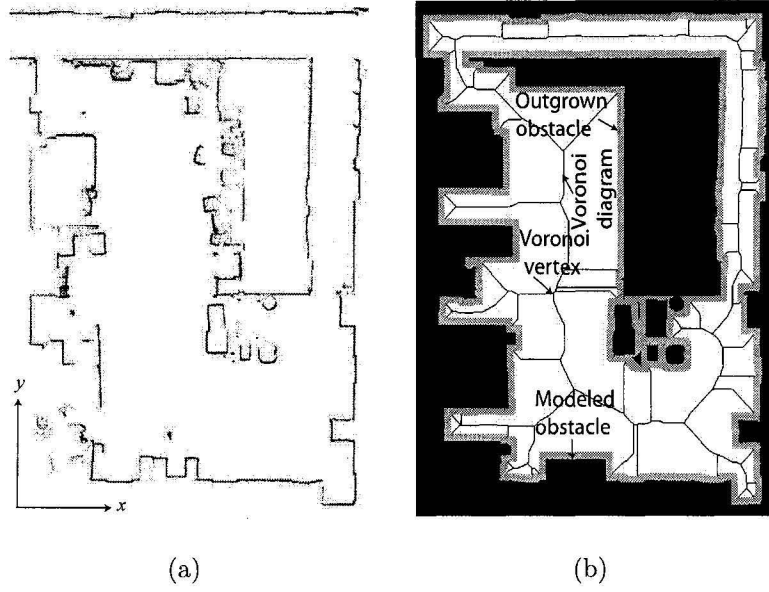 y
x
(a)
Outgrown
obstacle
Voronoi
diagram
Voronoi
vertex
Modeled
obstacle
(b)